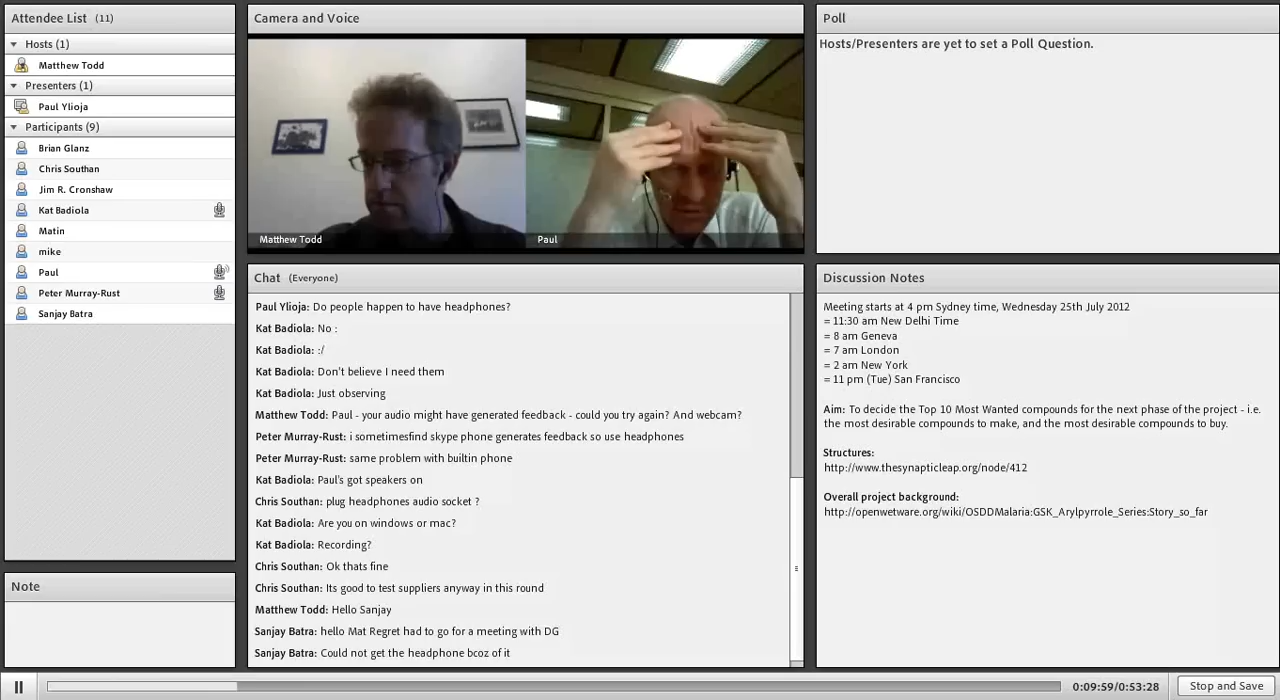 Attendee List (11)
Hosts (1)
Matthew Todd
Presenters (1)
Paul Ylioja
Participants (9)
Brian Glanz
Chris Southan
Jim R. Cronshaw
Kat Badiola
Matin
mike
Paul
Peter Murray-Rust
Sanjay Batra
Note
Camera and Voice
Matthew Todd
Paul
Chat (Everyone)
Paul Ylioja: Do people happen to have headphones?
Kat Badiola: No :
Kat Badiola: :/
Kat Badiola: Don't believe I need them
Kat Badiola: Just observing
Matthew Todd: Paul - your audio might have generated feedback - could you try again? And webcam?
Peter Murray-Rust: i sometimesfind skype phone generates feedback so use headphones
Peter Murray-Rust: same problem with builtin phone
Kat Badiola: Paul's got speakers on
Chris Southan: plug headphones audio socket ?
Kat Badiola: Are you on windows or mac?
Kat Badiola: Recording?
Chris Southan: Ok thats fine
Chris Southan: Its good to test suppliers anyway in this round
Matthew Todd: Hello Sanjay
Sanjay Batra: hello Mat Regret had to go for a meeting with DG
Sanjay Batra: Could not get the headphone bcoz of it
Poll
Hosts/Presenters are yet to set a Poll Question.
Discussion Notes
Meeting starts at 4 pm Sydney time, Wednesday 25th July 2012
= 11:30 am New Delhi Time
= 8 am Geneva
= 7 am London
= 2 am New York
= 11 pm (Tue) San Francisco
Aim: To decide the Top 10 Most Wanted compounds for the next phase of the project - i.e.
the most desirable compounds to make, and the most desirable compounds to buy.
Structures:
http://www.thesynapticleap.org/node/412
Overall project background:
http://openwetware.org/wiki/OSDDMalaria:GSK_Arylpyrrole_Series:Story_so_far
0:09:59/0:53:28
Stop and Save